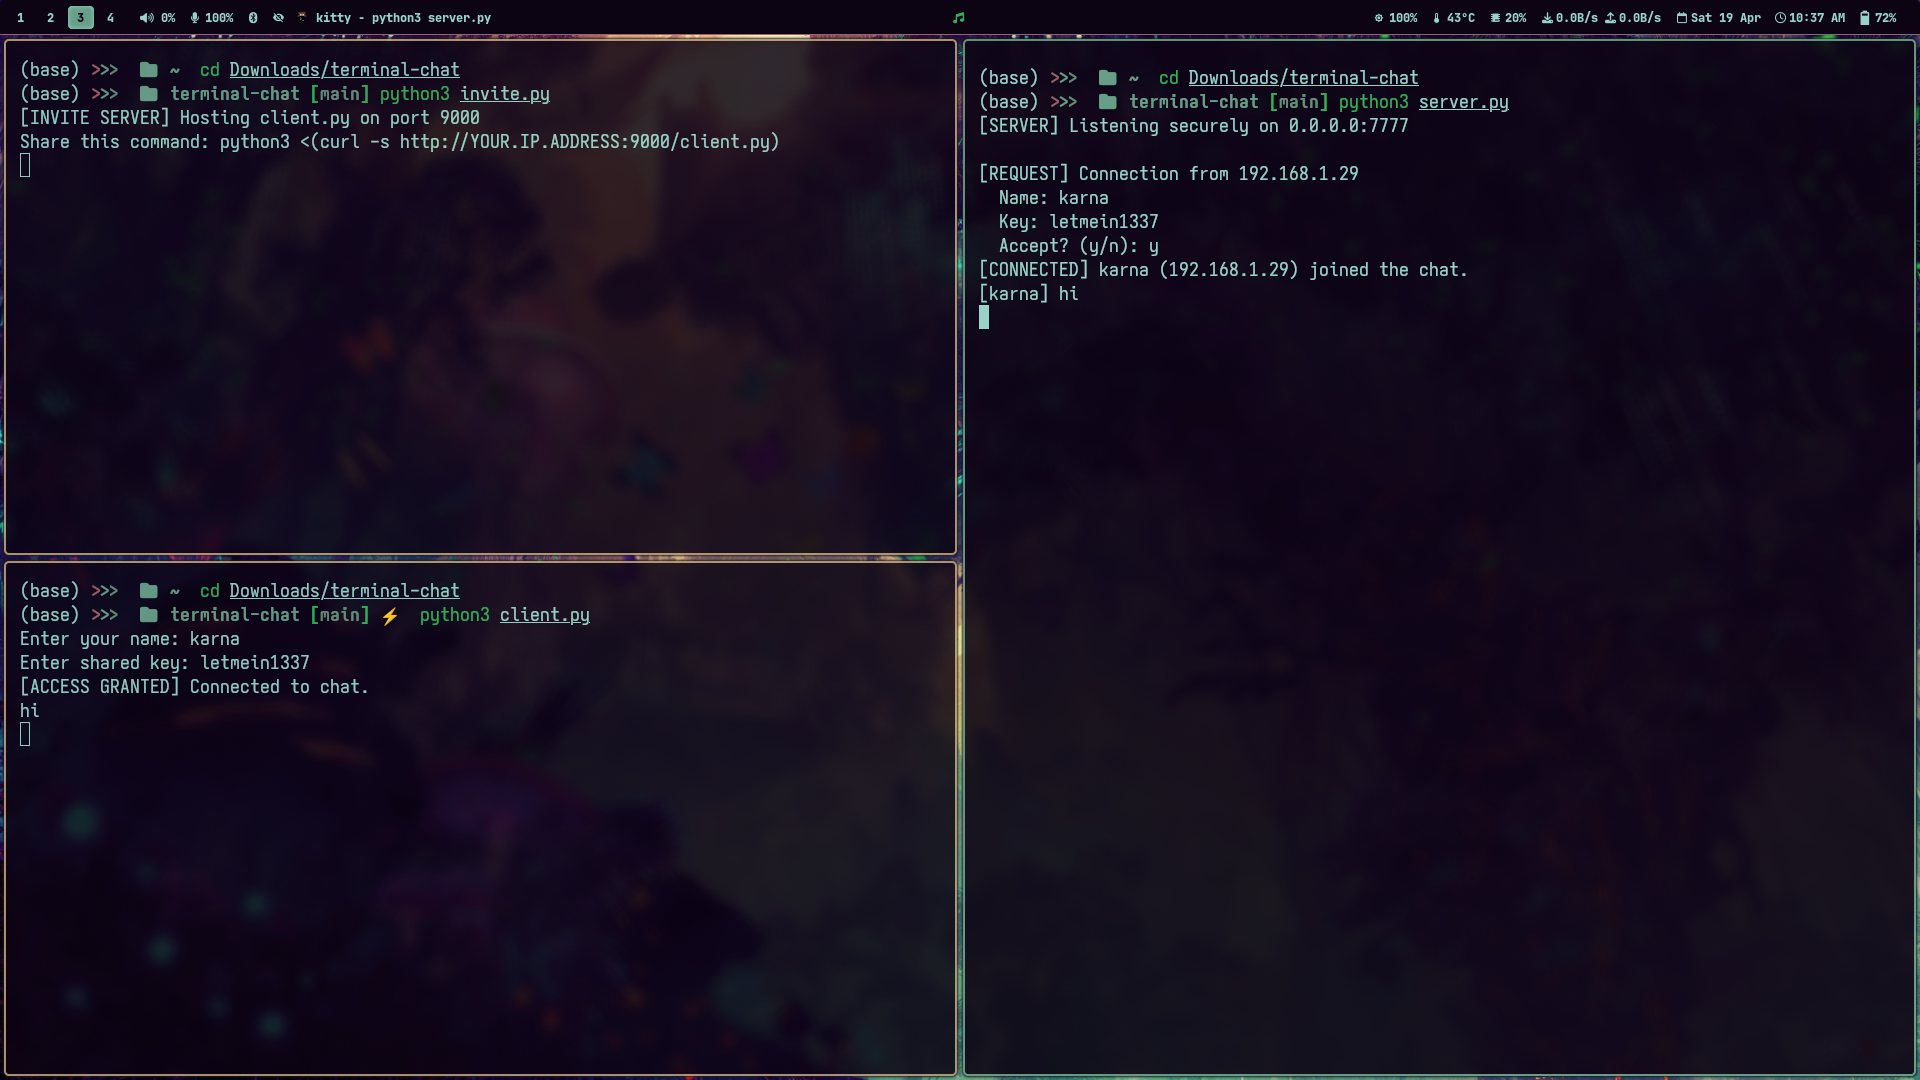 1 2 3 4 0% 100% kitty - python3 server.py 100% 43°C 20% 0.0B/s 0.0B/s Sat 19 Apr 10:37 AM 72%
(base) >>> ~ cd Downloads/terminal-chat
(base) >>> terminal-chat [main] python3 invite.py
[INVITE SERVER] Hosting client.py on port 9000
Share this command: python3 <(curl -s http://YOUR.IP.ADDRESS:9000/client.py)
(base) >>> ~ cd Downloads/terminal-chat
(base) >>> terminal-chat [main] ⚡ python3 client.py
Enter your name: karna
Enter shared key: letmein1337
[ACCESS GRANTED] Connected to chat.
hi
(base) >>> ~ cd Downloads/terminal-chat
(base) >>> terminal-chat [main] python3 server.py
[SERVER] Listening securely on 0.0.0.0:7777
[REQUEST] Connection from 192.168.1.29
Name: karna
Key: letmein1337
Accept? (y/n): y
[CONNECTED] karna (192.168.1.29) joined the chat.
[karna] hi